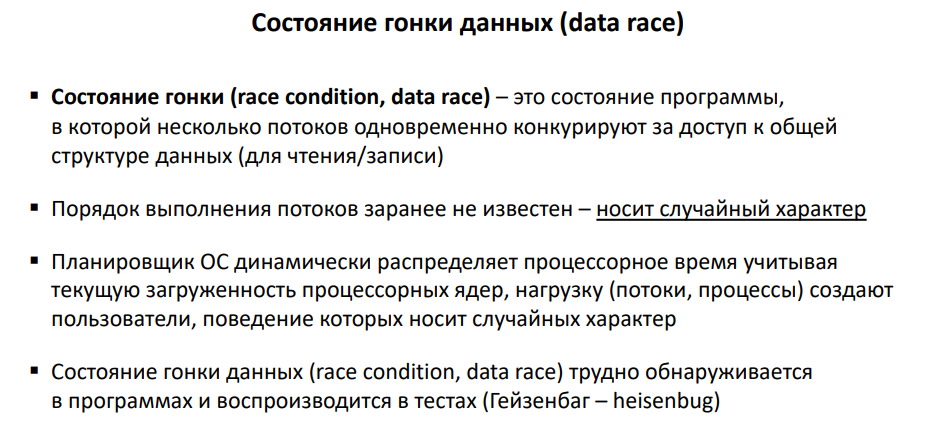 Состояние гонки данных (data race)
▪ Состояние гонки (race condition, data race) – это состояние программы,
в которой несколько потоков одновременно конкурируют за доступ к общей
структуре данных (для чтения/записи)
▪ Порядок выполнения потоков заранее не известен – носит случайный характер
▪ Планировщик ОС динамически распределяет процессорное время учитывая
текущую загруженность процессорных ядер, нагрузку (потоки, процессы) создают
пользователи, поведение которых носит случайных характер
▪ Состояние гонки данных (race condition, data race) трудно обнаруживается
в программах и воспроизводится в тестах (Гейзенбаг – heisenbug)